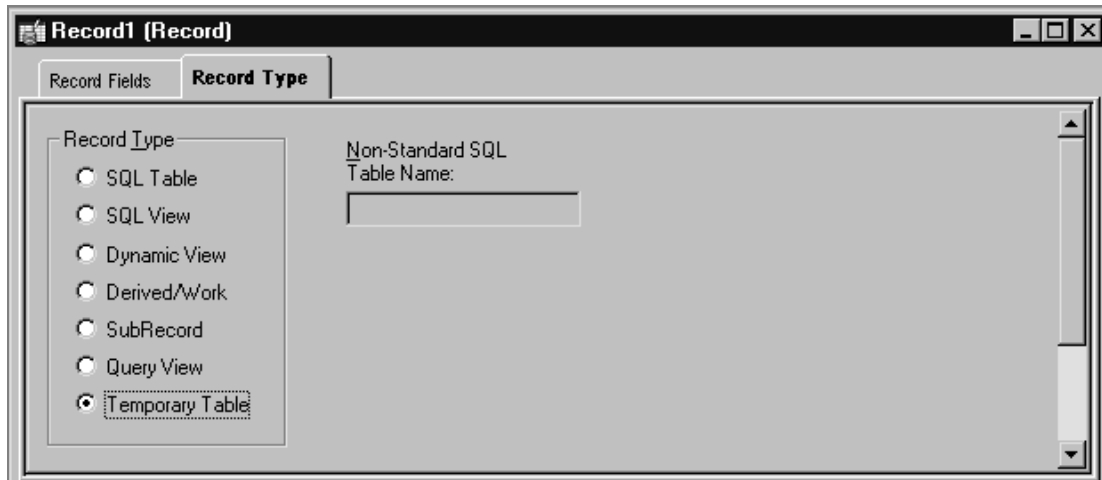 Record1 (Record)
Record Fields
Record Type
Record Type
SQL Table
SQL View
Dynamic View
Derived/Work
SubRecord
Query View
Temporary Table
Non-Standard SQL
Table Name: